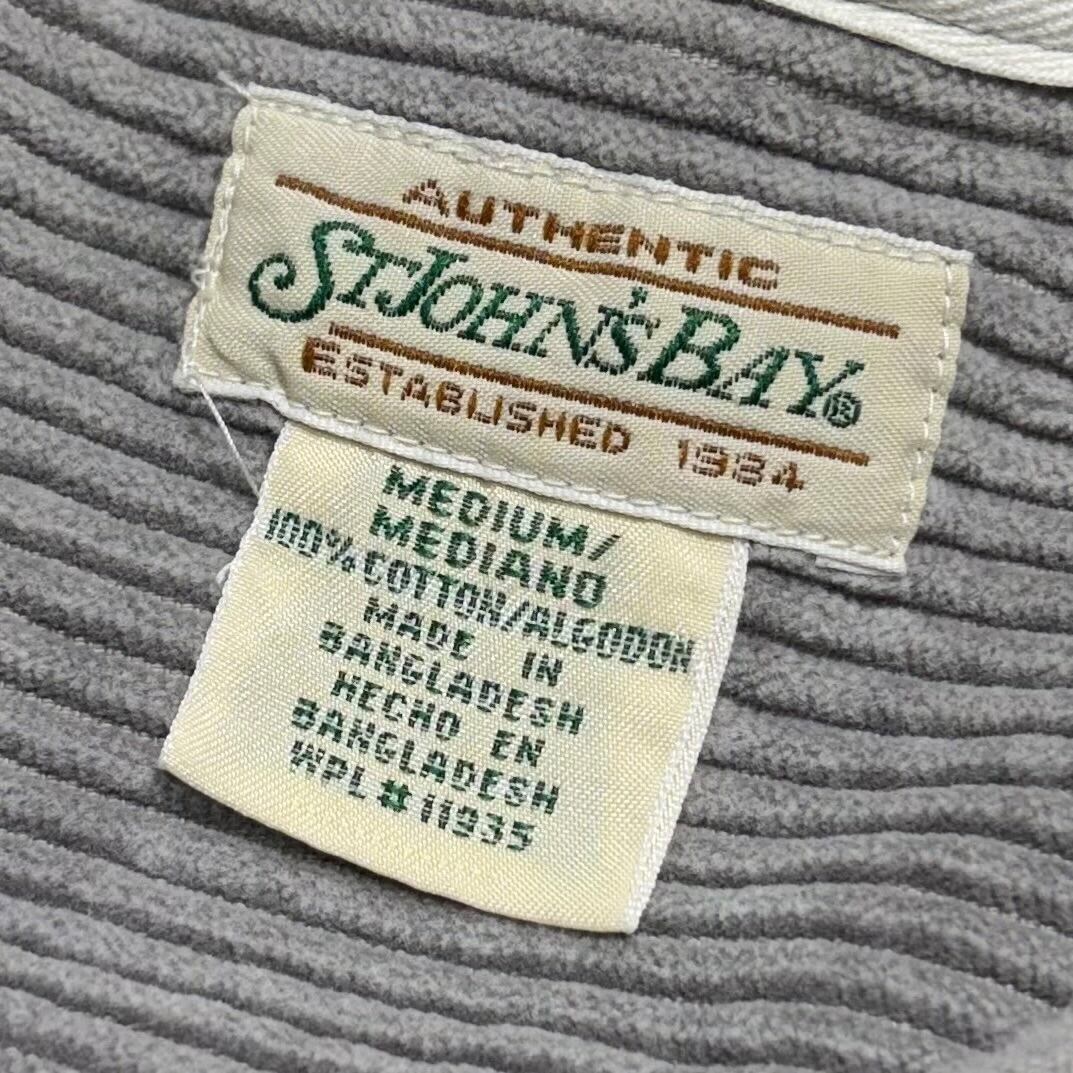 AUTHENTIC
ST JOHN'S BAY®
ESTABLISHED 1984
MEDIUM/
MEDIANO
100% COTTON/ALGODON
MADE IN
BANGLADESH
HECHO EN
BANGLADESH
WPL # 11935